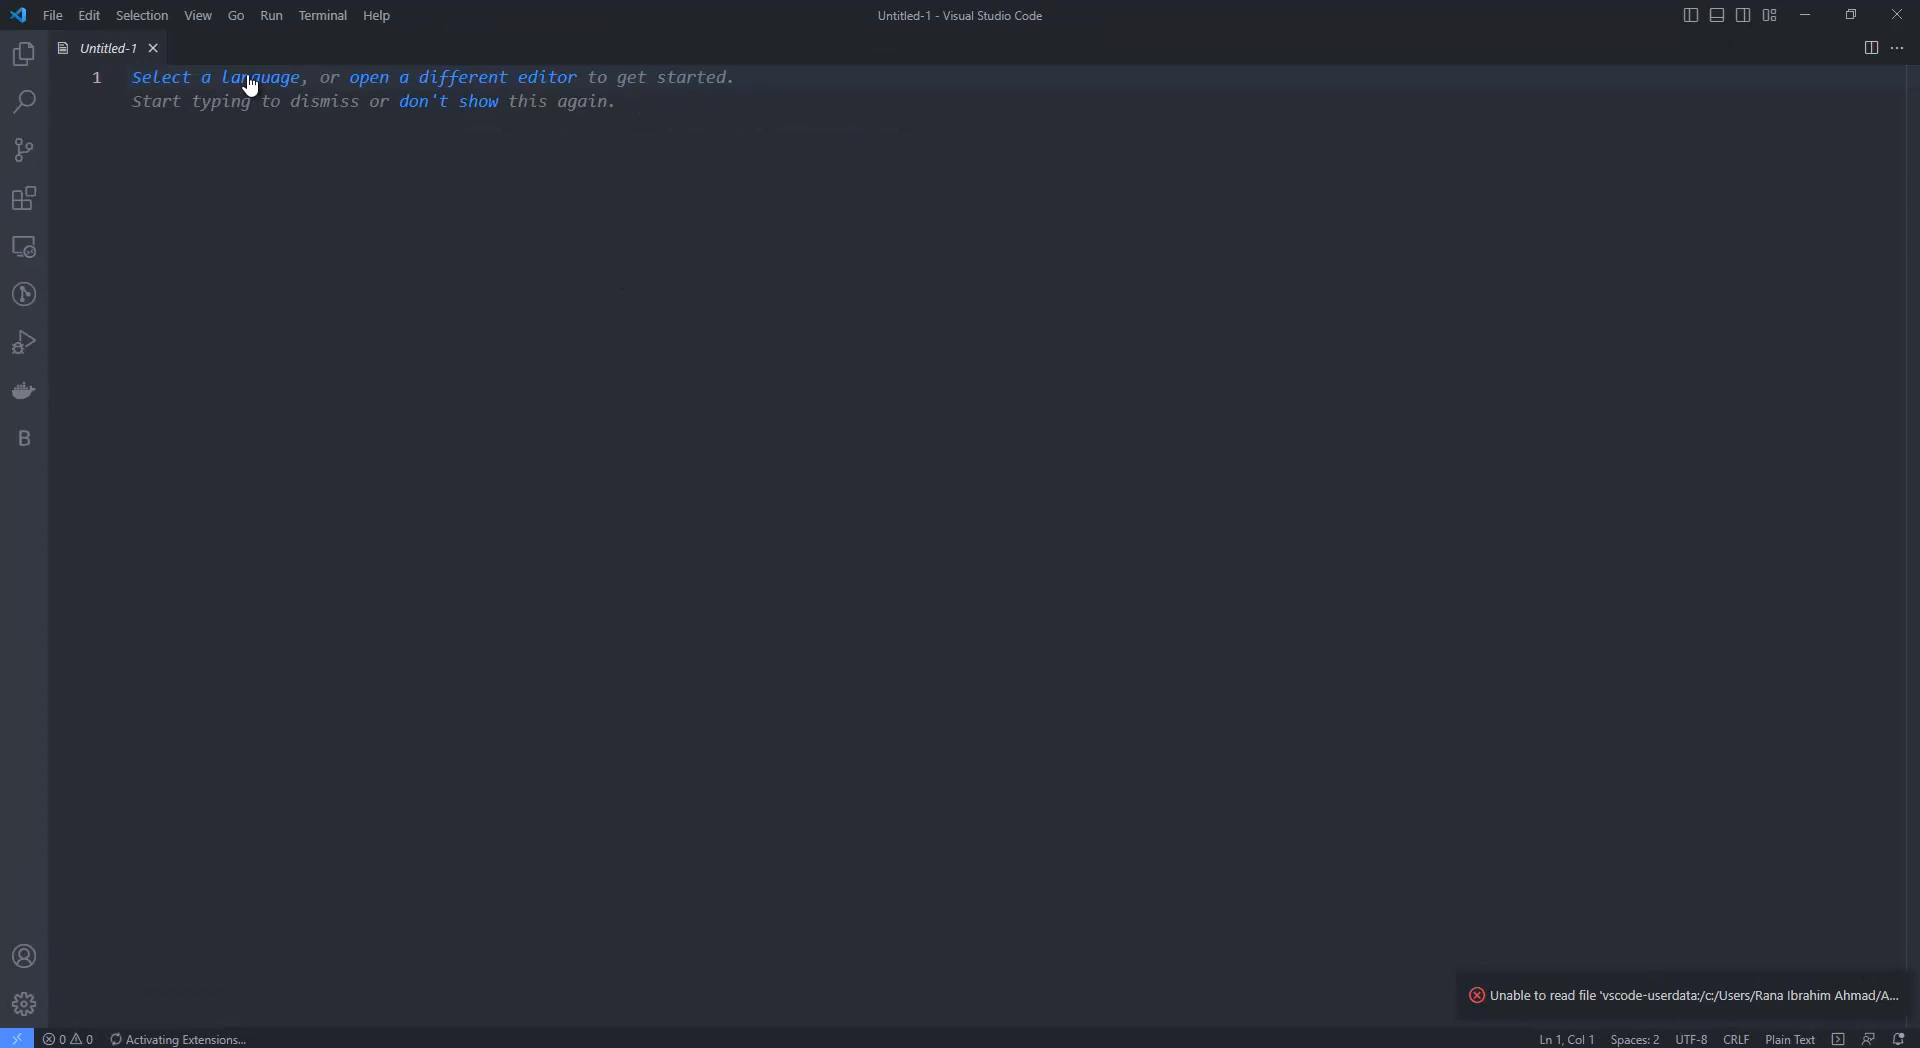 File Edit Selection View Go Run Terminal Help
Untitled-1 - Visual Studio Code
Untitled-1
1 Select a language, or open a different editor to get started.
Start typing to dismiss or don't show this again.
B
Unable to read file 'vscode-userdata:/c:/Users/Rana Ibrahim Ahmad/A...
0 0 Activating Extensions... Ln 1, Col 1 Spaces: 2 UTF-8 CRLF Plain Text